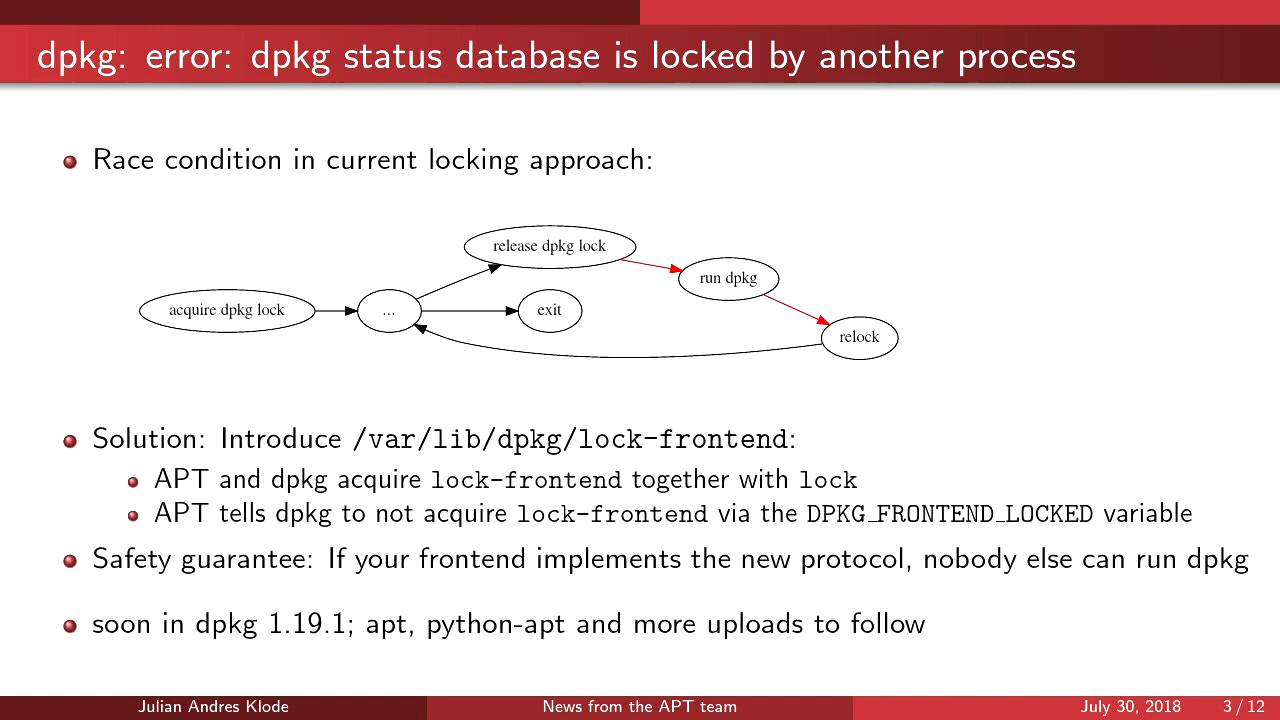 dpkg: error: dpkg status database is locked by another process
Race condition in current locking approach:
release dpkg lock
run dpkg
acquire dpkg lock
...
exit
relock
Solution: Introduce /var/lib/dpkg/lock-frontend:
APT and dpkg acquire lock-frontend together with lock
APT tells dpkg to not acquire lock-frontend via the DPKG_FRONTEND_LOCKED variable
Safety guarantee: If your frontend implements the new protocol, nobody else can run dpkg
soon in dpkg 1.19.1; apt, python-apt and more uploads to follow
Julian Andres Klode News from the APT team July 30, 2018 3 / 12